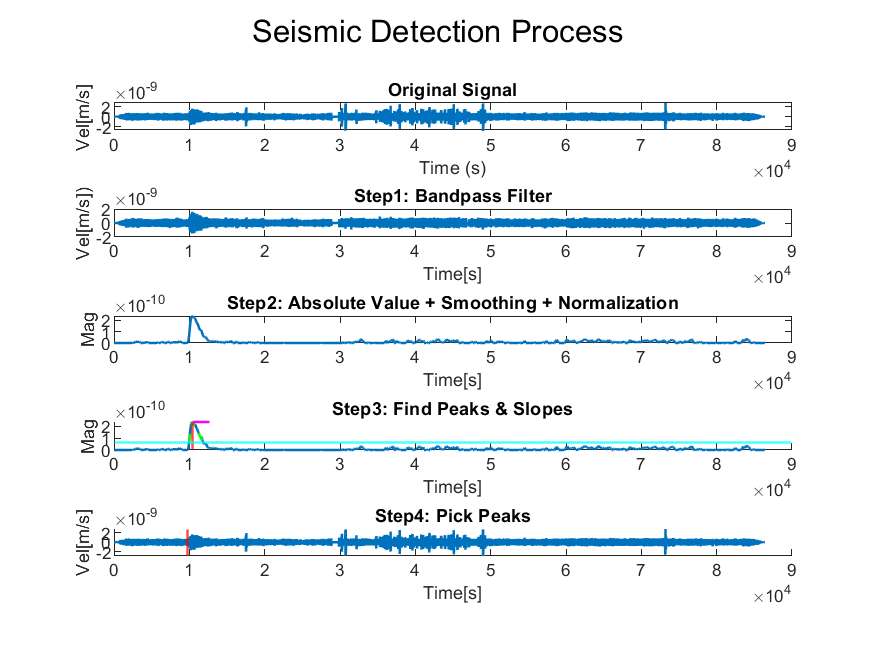 Seismic Detection Process
Original Signal
×10^-9
Vel[m/s]
2
0
-2
0 1 2 3 4 5 6 7 8 9
Time (s)
×10^4
Step1: Bandpass Filter
×10^-9
Vel[m/s])
2
0
-2
0 1 2 3 4 5 6 7 8 9
Time[s]
×10^4
Step2: Absolute Value + Smoothing + Normalization
×10^-10
Mag
2
1
0
0 1 2 3 4 5 6 7 8 9
Time[s]
×10^4
Step3: Find Peaks & Slopes
×10^-10
Mag
2
1
0
0 1 2 3 4 5 6 7 8 9
Time[s]
×10^4
Step4: Pick Peaks
×10^-9
Vel[m/s]
2
0
-2
0 1 2 3 4 5 6 7 8 9
Time[s]
×10^4